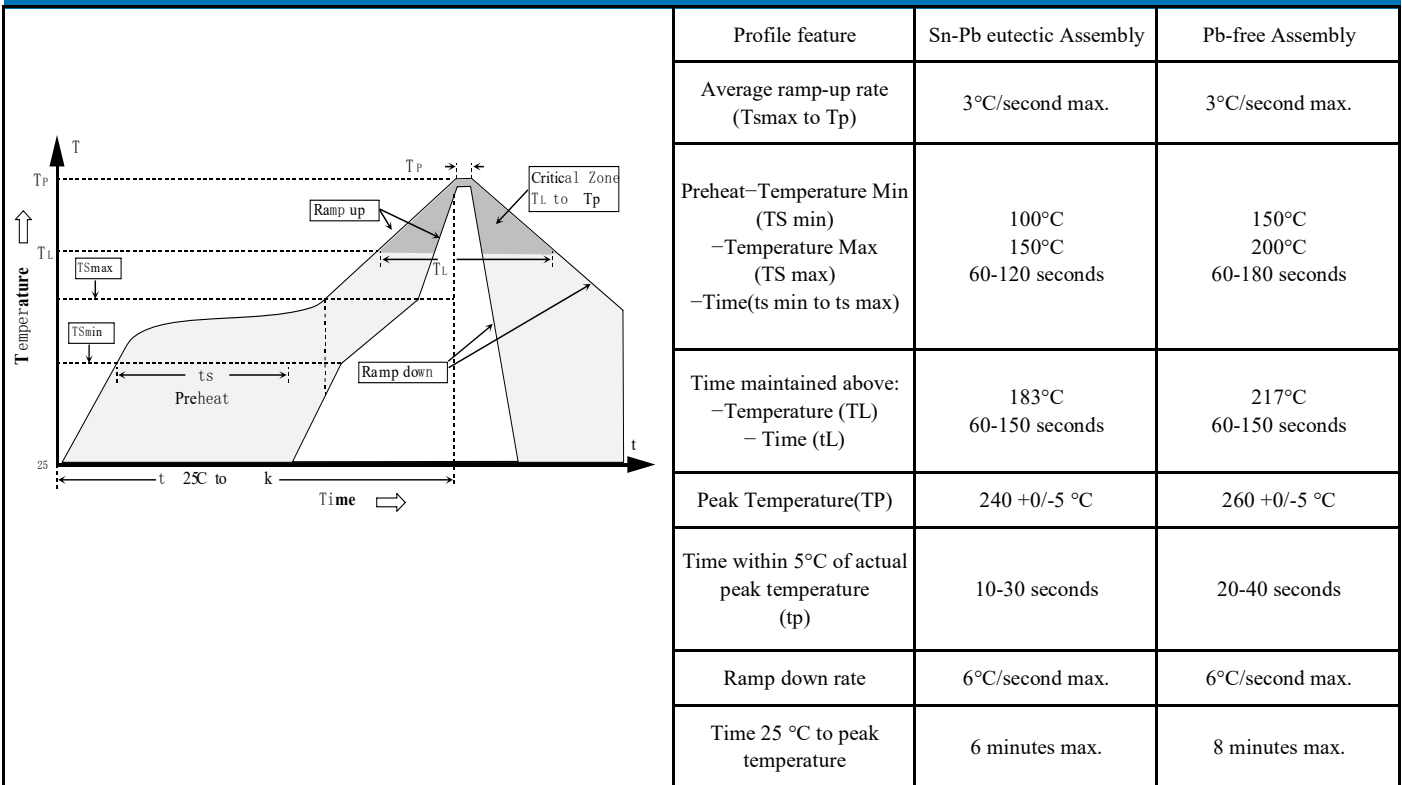 T
TP
TP
Critical Zone
TL to Tp
Ramp up
TL
TSmax
TL
TSmin
Ramp down
ts
Preheat
Temperature
25
t
t 25C to k
Time
Profile feature
Sn-Pb eutectic Assembly
Pb-free Assembly
Average ramp-up rate
(Tsmax to Tp)
3°C/second max.
3°C/second max.
Preheat−Temperature Min
(TS min)
−Temperature Max
(TS max)
−Time(ts min to ts max)
100°C
150°C
60-120 seconds
150°C
200°C
60-180 seconds
Time maintained above:
−Temperature (TL)
− Time (tL)
183°C
60-150 seconds
217°C
60-150 seconds
Peak Temperature(TP)
240 +0/-5 °C
260 +0/-5 °C
Time within 5°C of actual
peak temperature
(tp)
10-30 seconds
20-40 seconds
Ramp down rate
6°C/second max.
6°C/second max.
Time 25 °C to peak
temperature
6 minutes max.
8 minutes max.